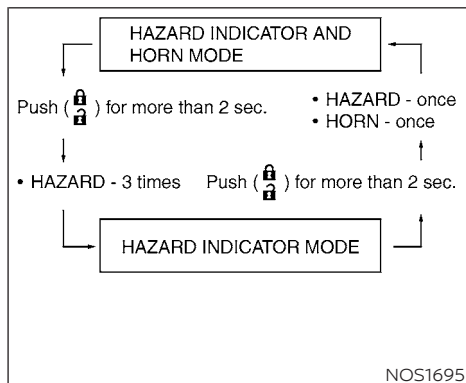 HAZARD INDICATOR AND
HORN MODE
Push ( ) for more than 2 sec.
• HAZARD - once
• HORN - once
• HAZARD - 3 times
Push ( ) for more than 2 sec.
HAZARD INDICATOR MODE
NOS1695